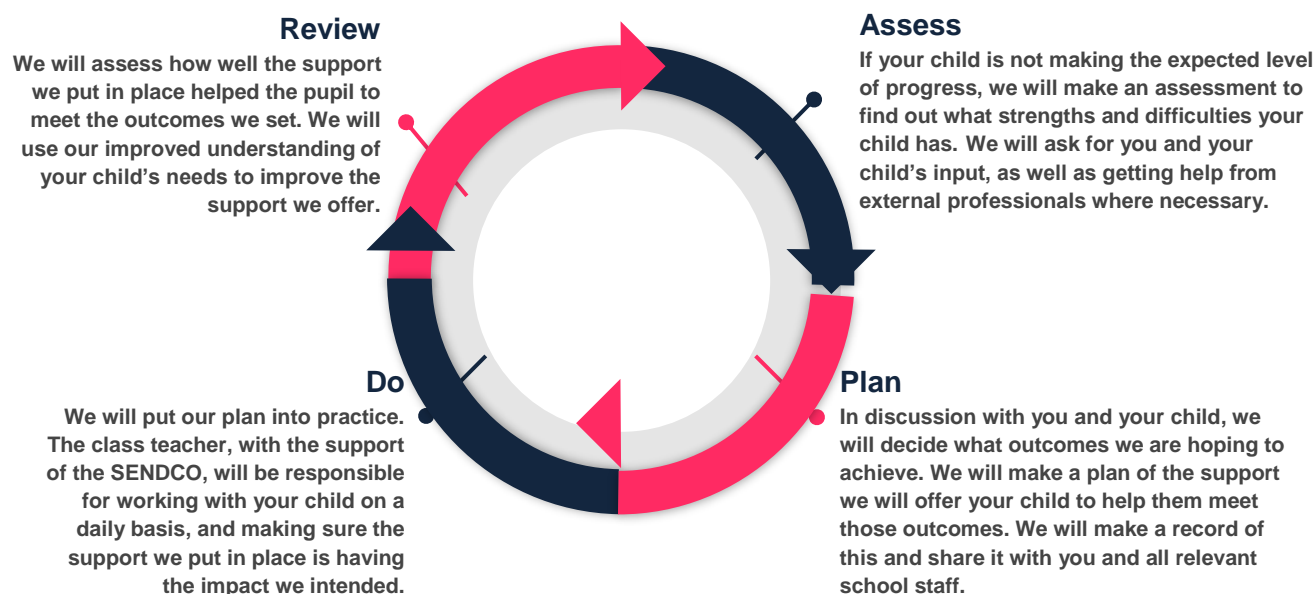 Review
We will assess how well the support
we put in place helped the pupil to
meet the outcomes we set. We will
use our improved understanding of
your child’s needs to improve the
support we offer.
Assess
If your child is not making the expected level
of progress, we will make an assessment to
find out what strengths and difficulties your
child has. We will ask for you and your
child’s input, as well as getting help from
external professionals where necessary.
Do
We will put our plan into practice.
The class teacher, with the support
of the SENDCO, will be responsible
for working with your child on a
daily basis, and making sure the
support we put in place is having
the impact we intended.
Plan
In discussion with you and your child, we
will decide what outcomes we are hoping to
achieve. We will make a plan of the support
we will offer your child to help them meet
those outcomes. We will make a record of
this and share it with you and all relevant
school staff.